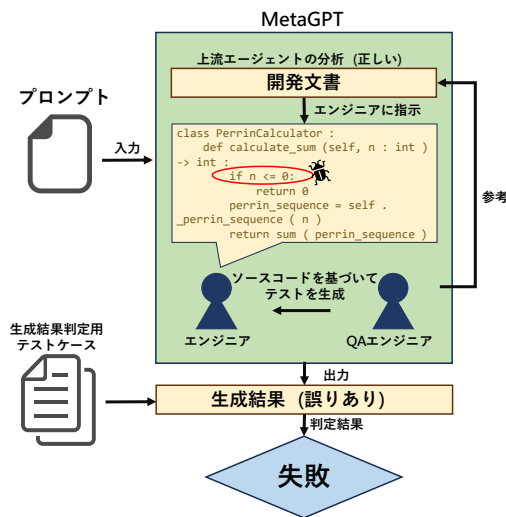 MetaGPT
上流エージェントの分析（正しい）
開発文書
プロンプト
エンジニアに指示
入力
class PerrinCalculator :
def calculate_sum (self, n : int )
-> int :
if n <= 0:
return 0
perrin_sequence = self .
_perrin_sequence ( n )
return sum ( perrin_sequence )
参考
ソースコードを基づいて
テストを生成
エンジニア
QAエンジニア
生成結果判定用
テストケース
出力
生成結果（誤りあり）
判定結果
失敗